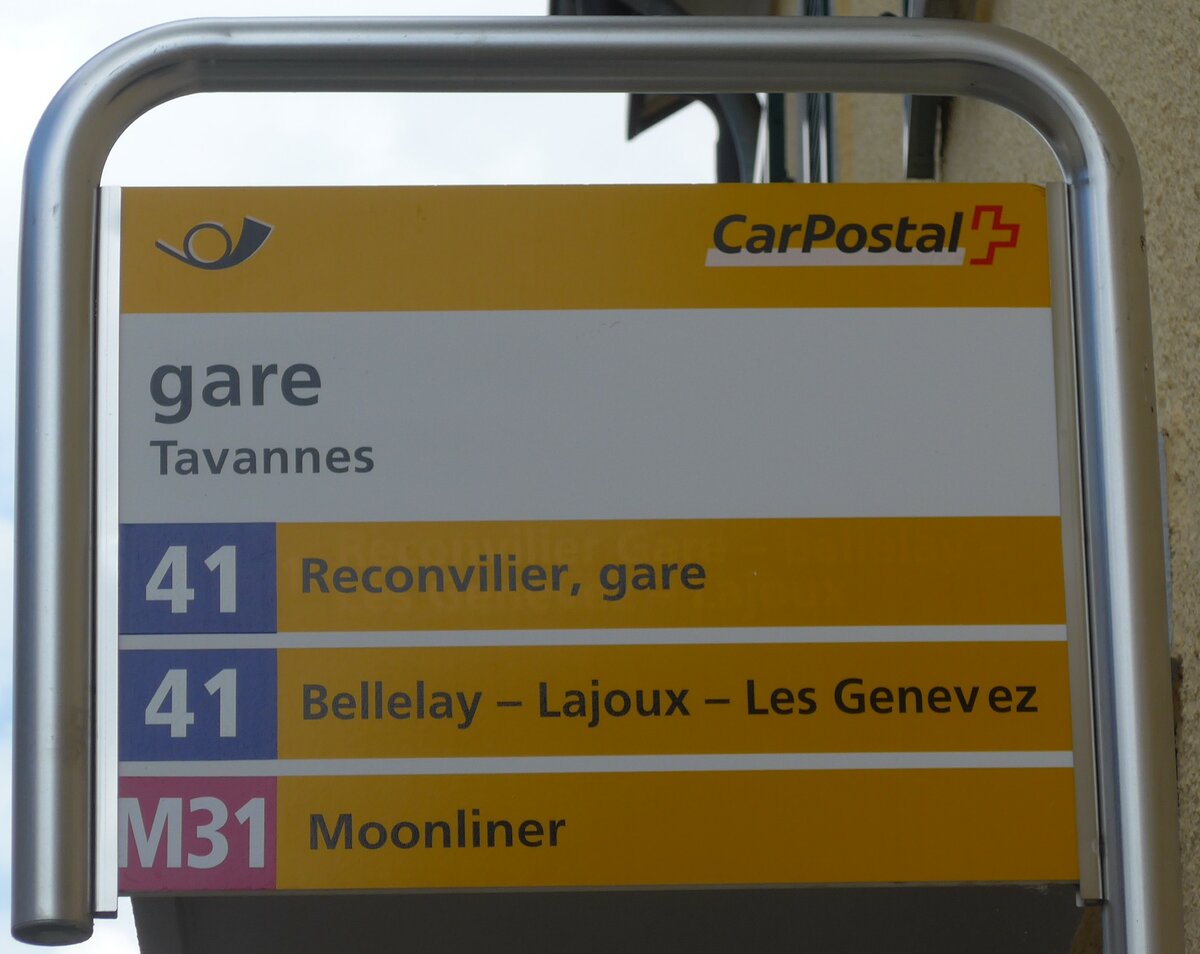 CarPostal
gare
Tavannes
41 Reconvilier, gare
41 Bellelay – Lajoux – Les Genevez
M31 Moonliner